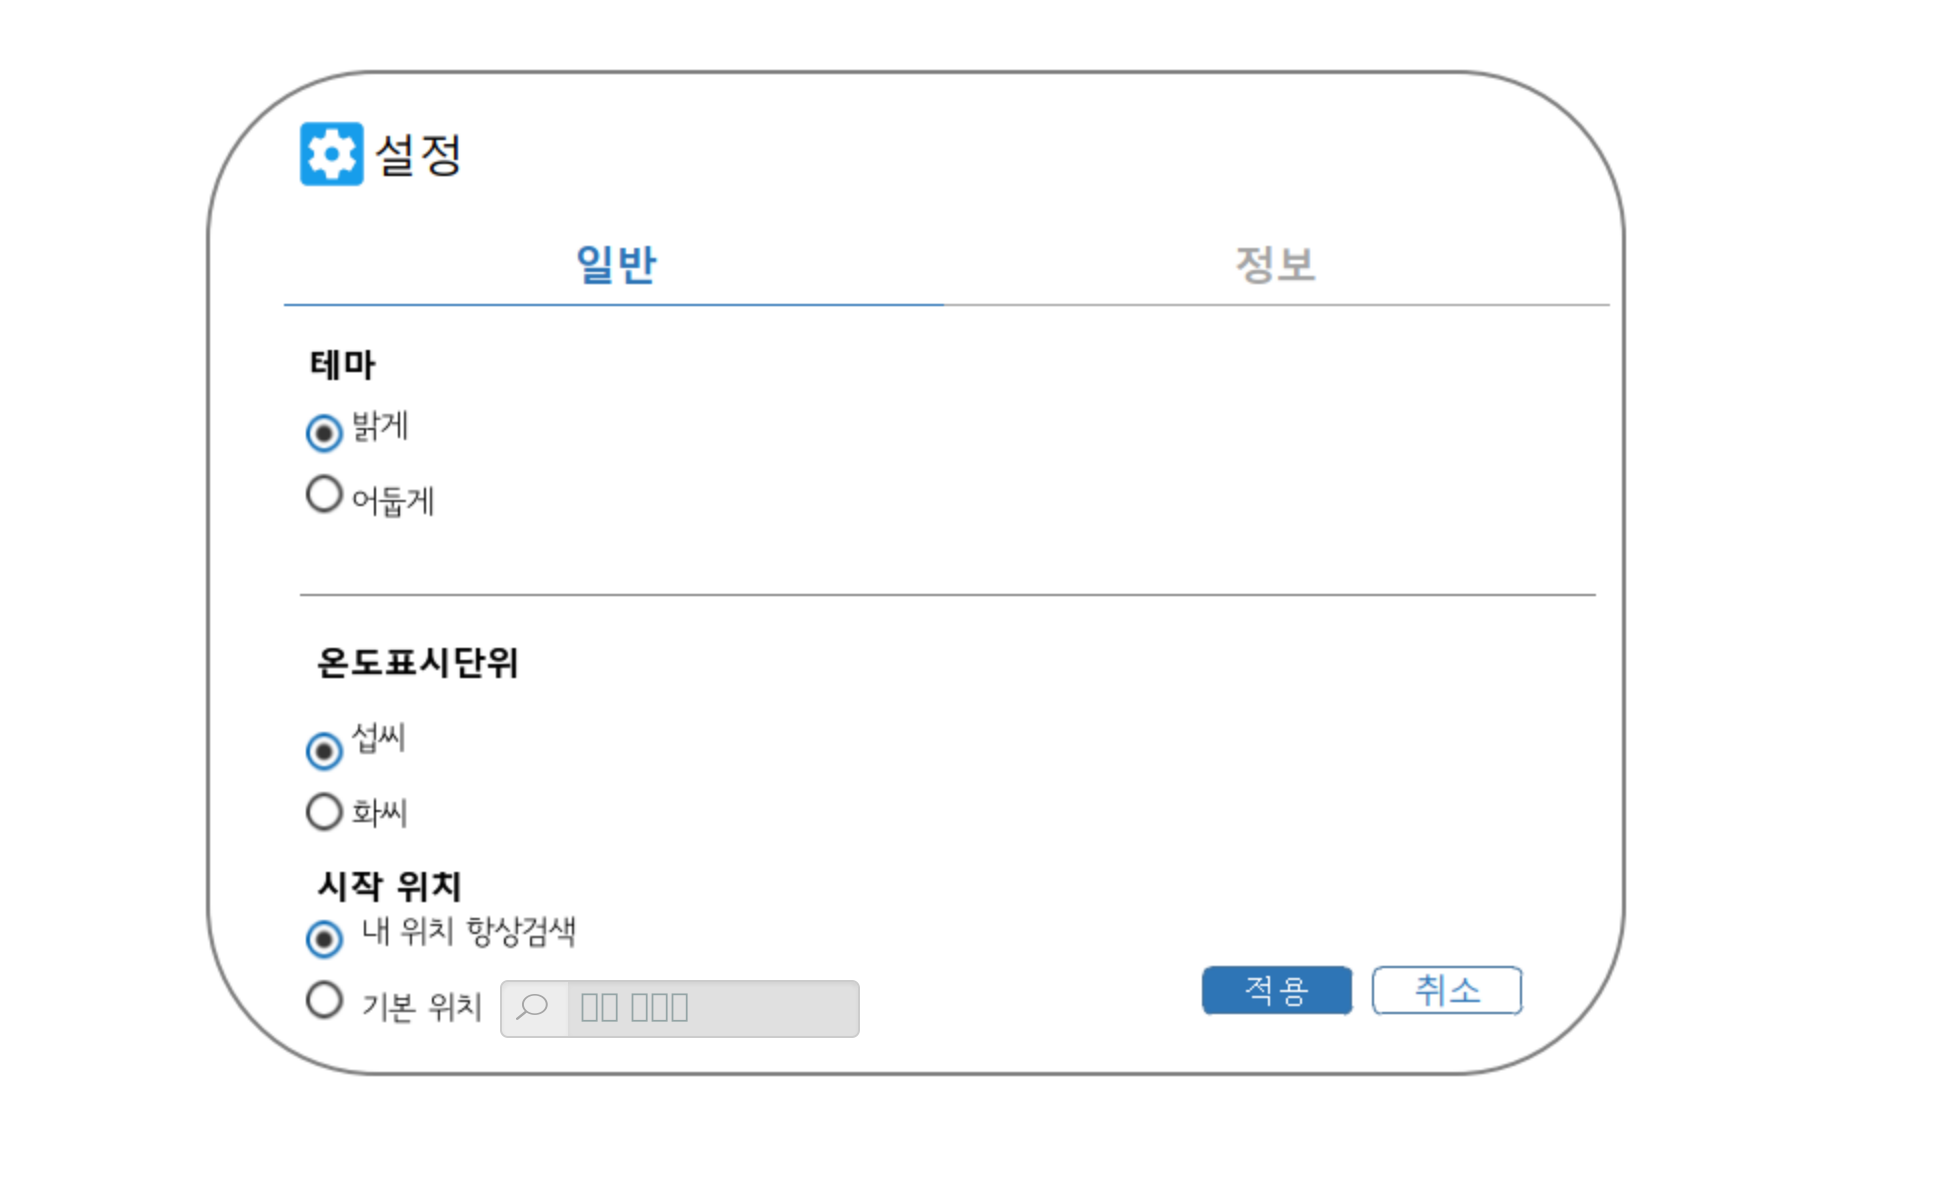 설정
일반
정보
테마
밝게
어둡게
온도표시단위
섭씨
화씨
시작 위치
내 위치 항상검색
기본 위치
적용
취소